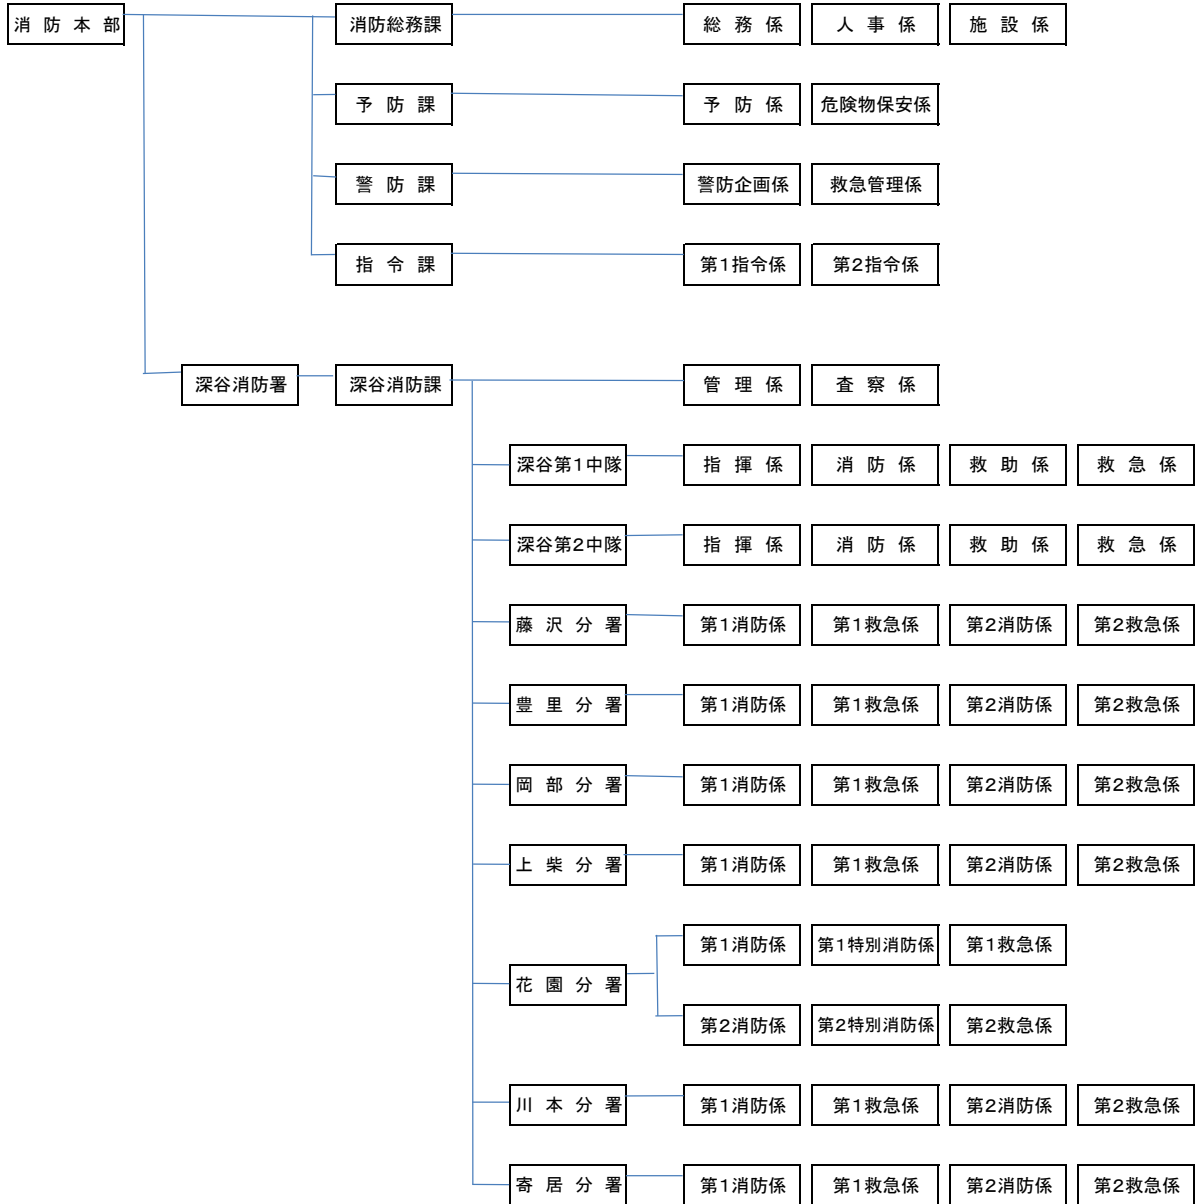 消防本部 消防総務課 総務係 人事係 施設係
予防課 予防係 危険物保安係
警防課 警防企画係 救急管理係
指令課 第1指令係 第2指令係
深谷消防署 深谷消防課 管理係 査察係
深谷第1中隊 指揮係 消防係 救助係 救急係
深谷第2中隊 指揮係 消防係 救助係 救急係
藤沢分署 第1消防係 第1救急係 第2消防係 第2救急係
豊里分署 第1消防係 第1救急係 第2消防係 第2救急係
岡部分署 第1消防係 第1救急係 第2消防係 第2救急係
上柴分署 第1消防係 第1救急係 第2消防係 第2救急係
第1消防係 第1特別消防係 第1救急係
花園分署
第2消防係 第2特別消防係 第2救急係
川本分署 第1消防係 第1救急係 第2消防係 第2救急係
寄居分署 第1消防係 第1救急係 第2消防係 第2救急係